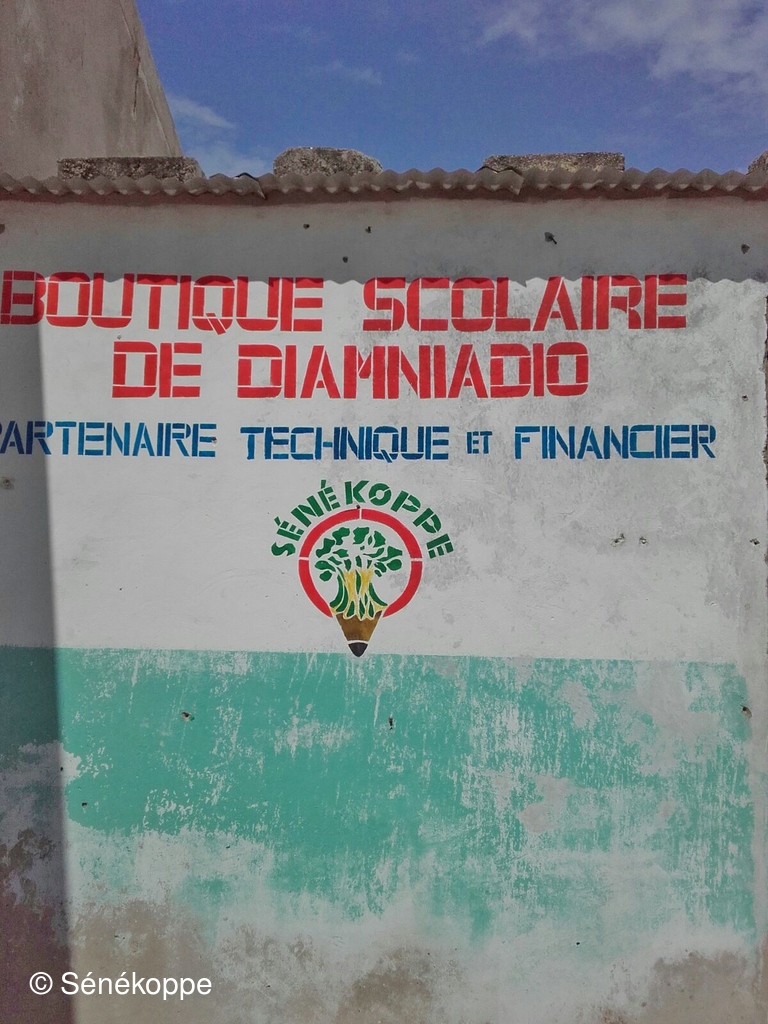 BOUTIQUE SCOLAIRE
DE DIAMNIADIO
PARTENAIRE TECHNIQUE ET FINANCIER
SÉNÉKOPPE
© Sénékoppe